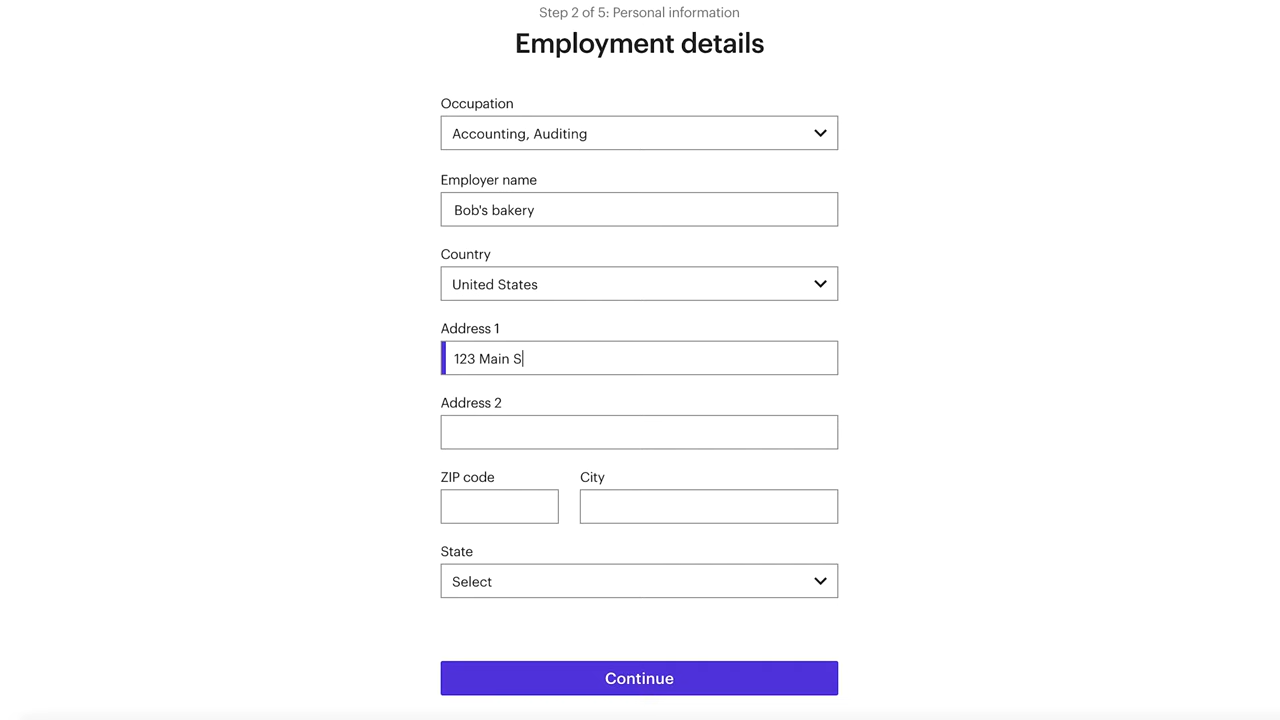 Step 2 of 5: Personal information
Employment details
Occupation
Accounting, Auditing
Employer name
Bob's bakery
Country
United States
Address 1
123 Main S
Address 2
ZIP code City
State
Select
Continue